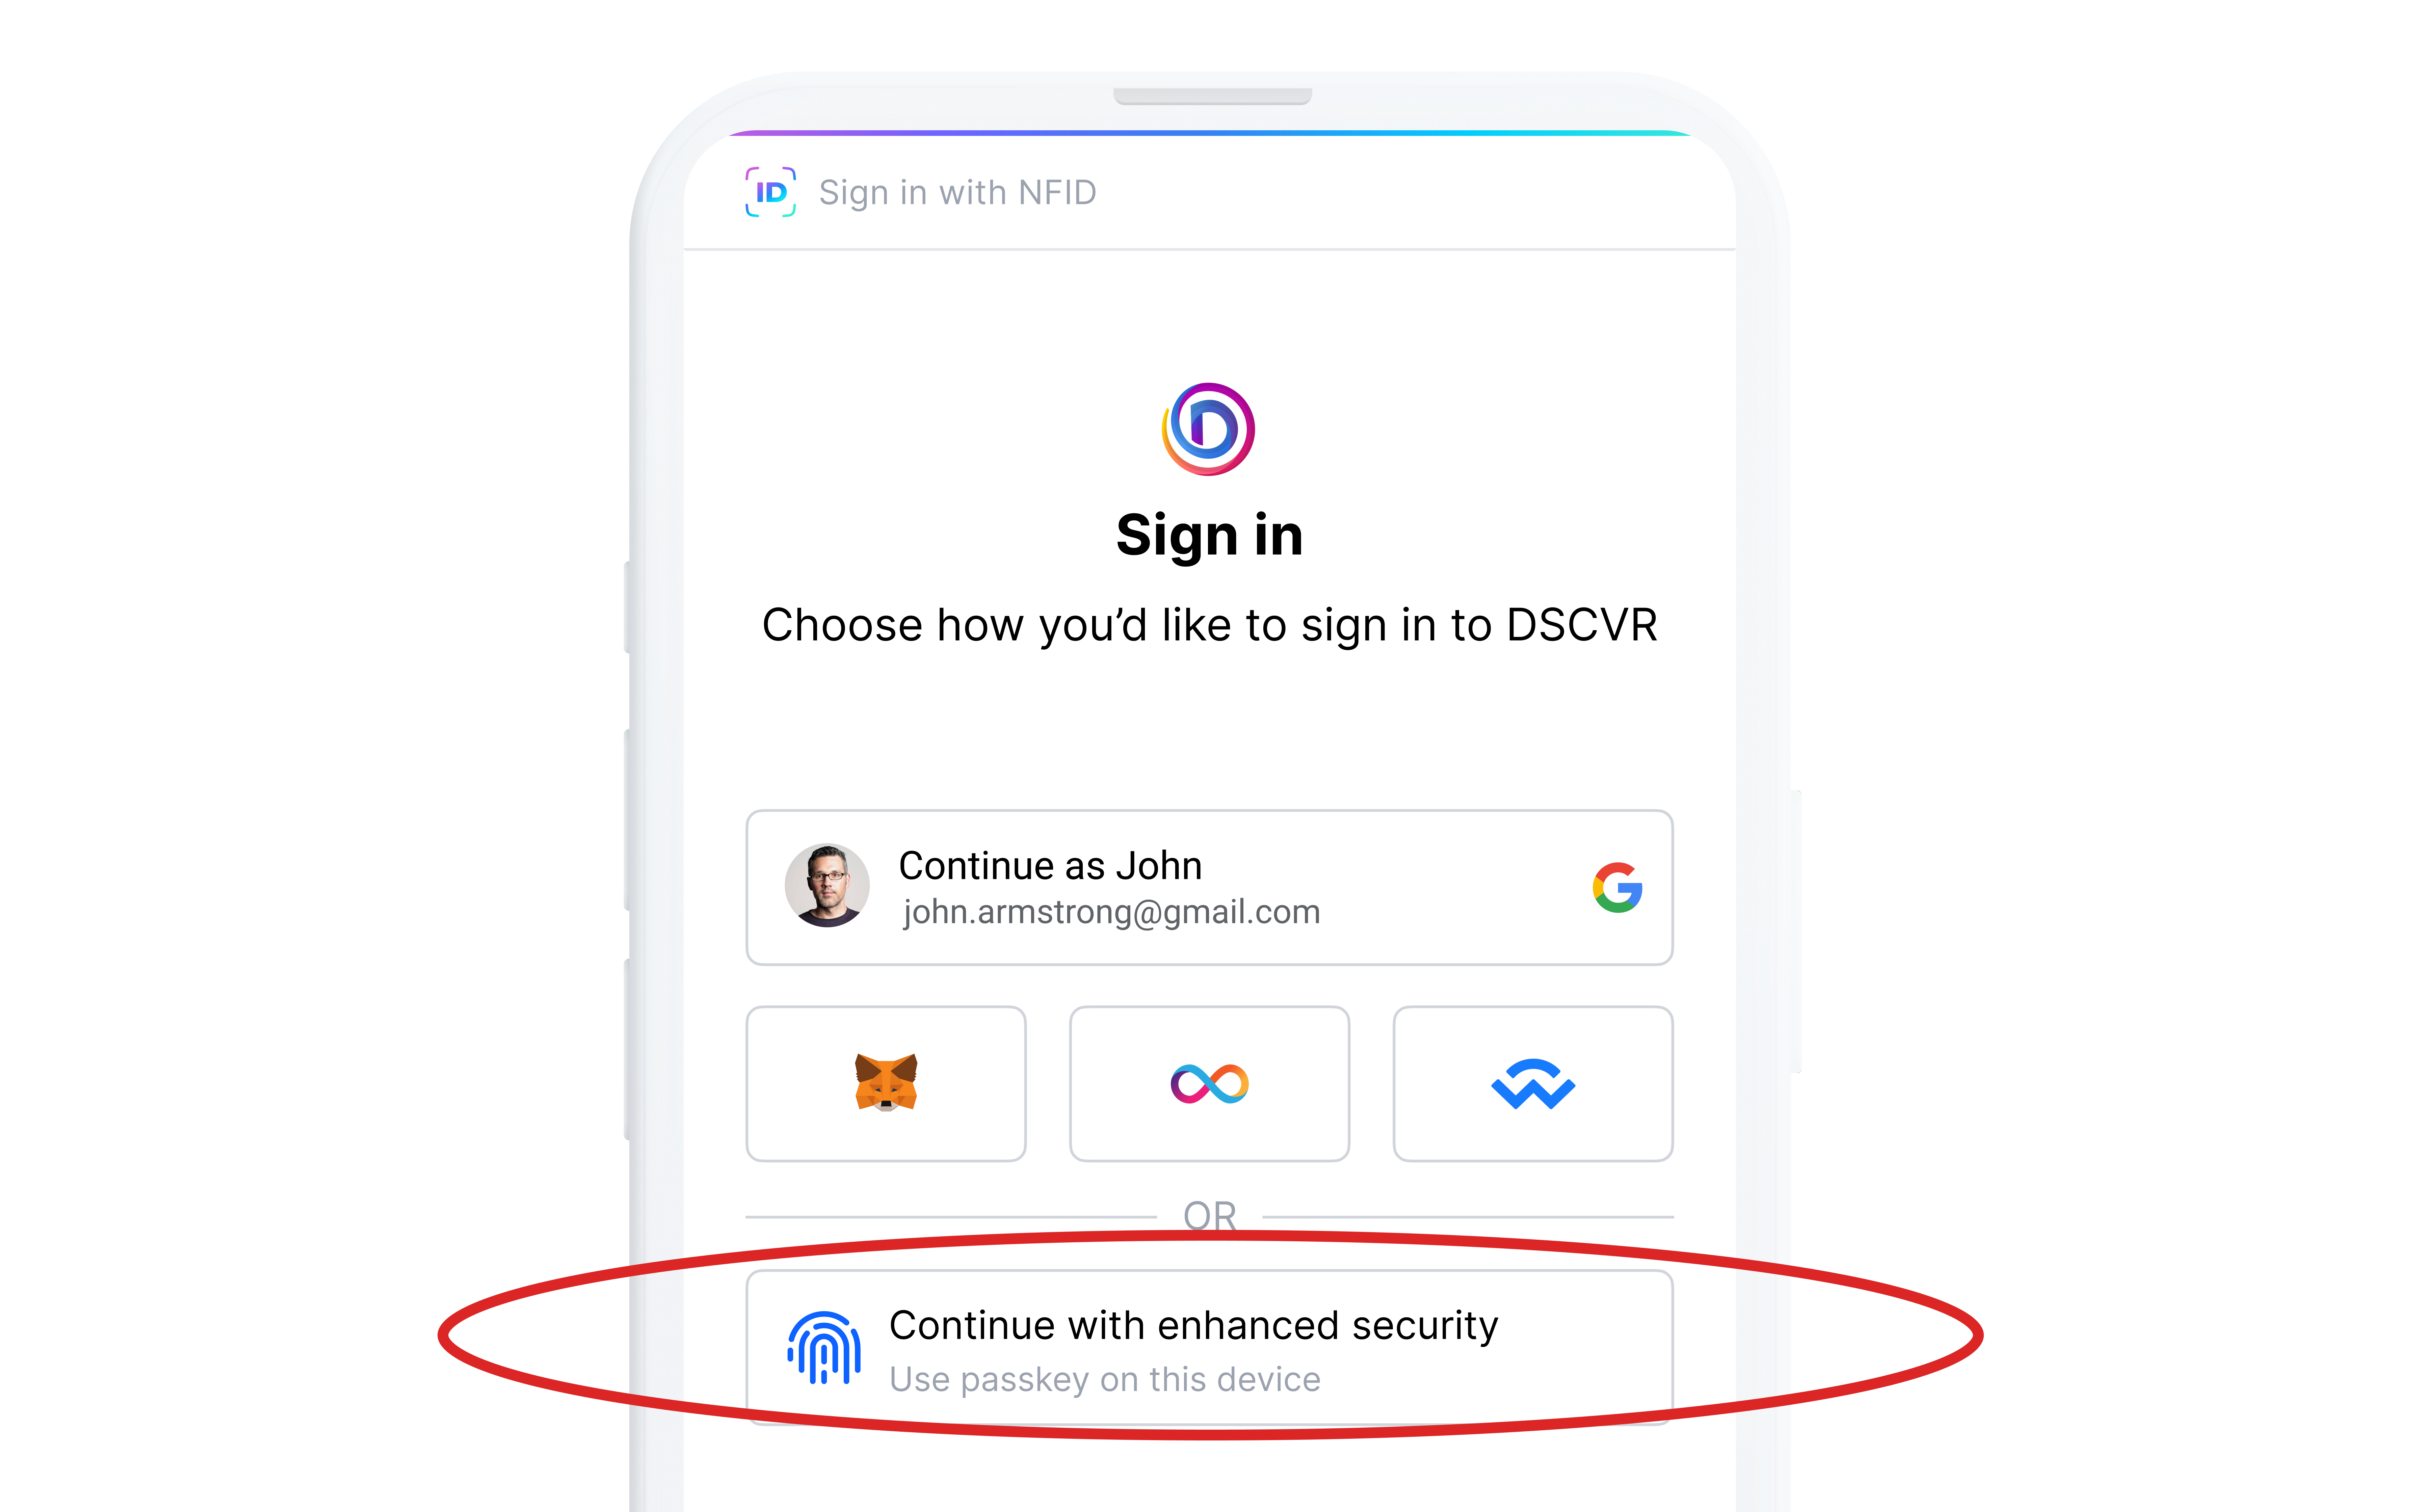 ID Sign in with NFID
D
Sign in
Choose how you’d like to sign in to DSCVR
Continue as John
john.armstrong@gmail.com
G
OR
Continue with enhanced security
Use passkey on this device